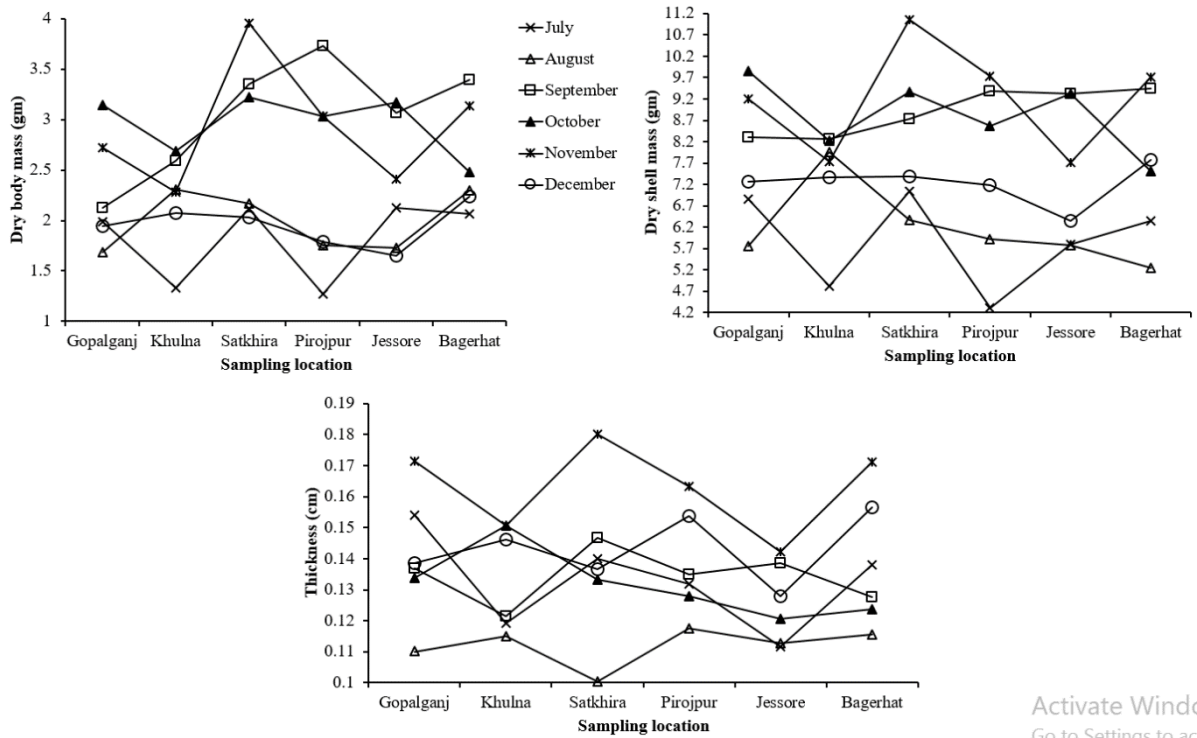 Dry body mass (gm)
4
3.5
3
2.5
2
1.5
1
Gopalganj Khulna Satkhira Pirojpur Jessore Bagerhat
Sampling location
July
August
September
October
November
December
Dry shell mass (gm)
11.2
10.7
10.2
9.7
9.2
8.7
8.2
7.7
7.2
6.7
6.2
5.7
5.2
4.7
4.2
Gopalganj Khulna Satkhira Pirojpur Jessore Bagerhat
Sampling location
Thickness (cm)
0.19
0.18
0.17
0.16
0.15
0.14
0.13
0.12
0.11
0.1
Gopalganj Khulna Satkhira Pirojpur Jessore Bagerhat
Sampling location
Activate Windo
Go to Settings to ac